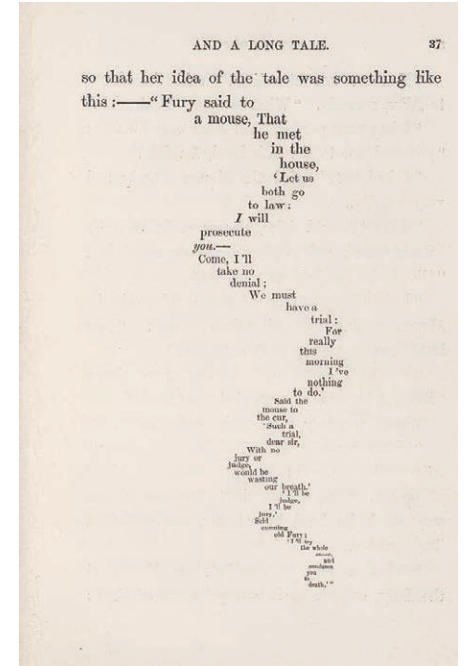 AND A LONG TALE. 37
so that her idea of the tale was something like
this :——“Fury said to
a mouse, That
he met
in the
house,
‘Let us
both go
to law:
I will
prosecute
you.—
Come, I’ll
take no
denial;
We must
have a
trial:
For
really
this
morning
I’ve
nothing
to do.’
Said the
mouse to
the cur,
‘Such a
trial,
dear sir,
With no
jury or
judge,
would be
wasting
our breath.’
‘I’ll be
judge,
I’ll be
jury,’
Said
cunning
old Fury;
‘I’ll try
the whole
cause,
and
condemn
you
to
death.’”